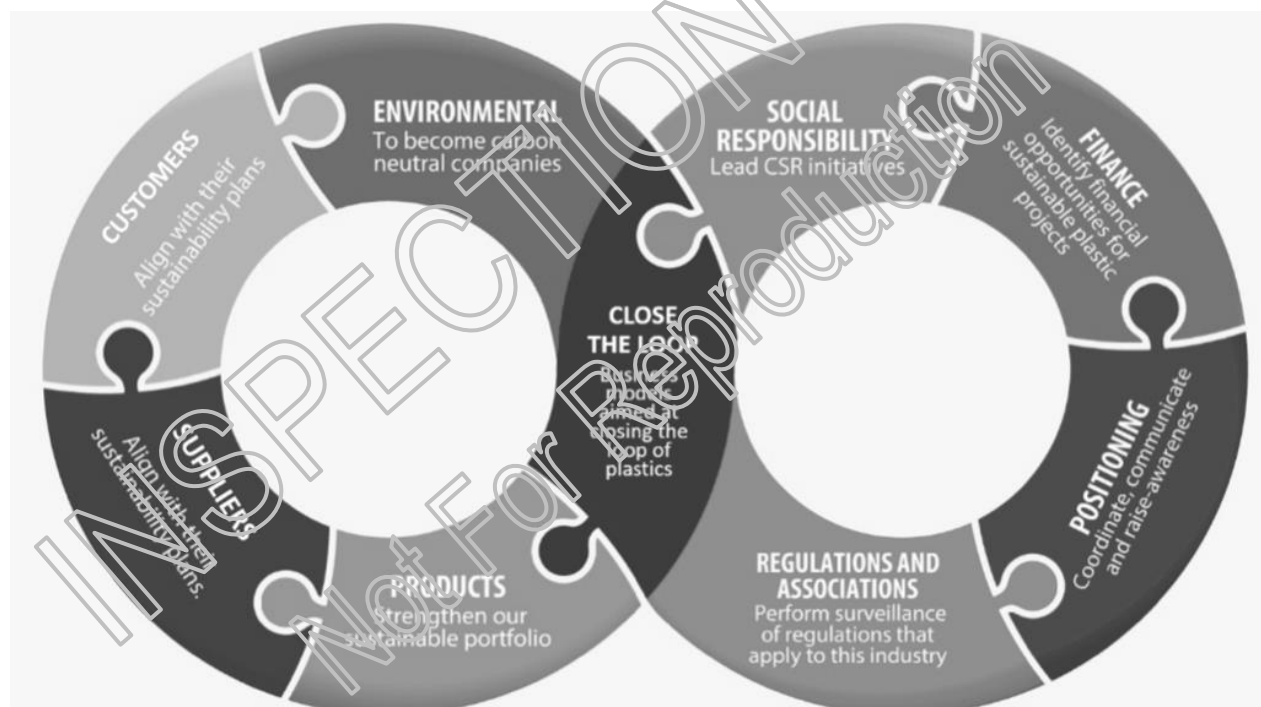 CUSTOMERS
Align with their
sustainability plans
ENVIRONMENTAL
To become carbon
neutral companies
SOCIAL
RESPONSIBILITY
Lead CSR initiatives
FINANCE
Identify financial
opportunities for
sustainable plastic
projects
CLOSE
THE LOOP
Business
models
aimed at
closing the
loop of
plastics
SUPPLIERS
Align with their
sustainability plans.
PRODUCTS
Strengthen our
sustainable portfolio
REGULATIONS AND
ASSOCIATIONS
Perform surveillance
of regulations that
apply to this industry
POSITIONING
Coordinate, communicate
and raise-awareness
INSPECTION
Not For Reproduction